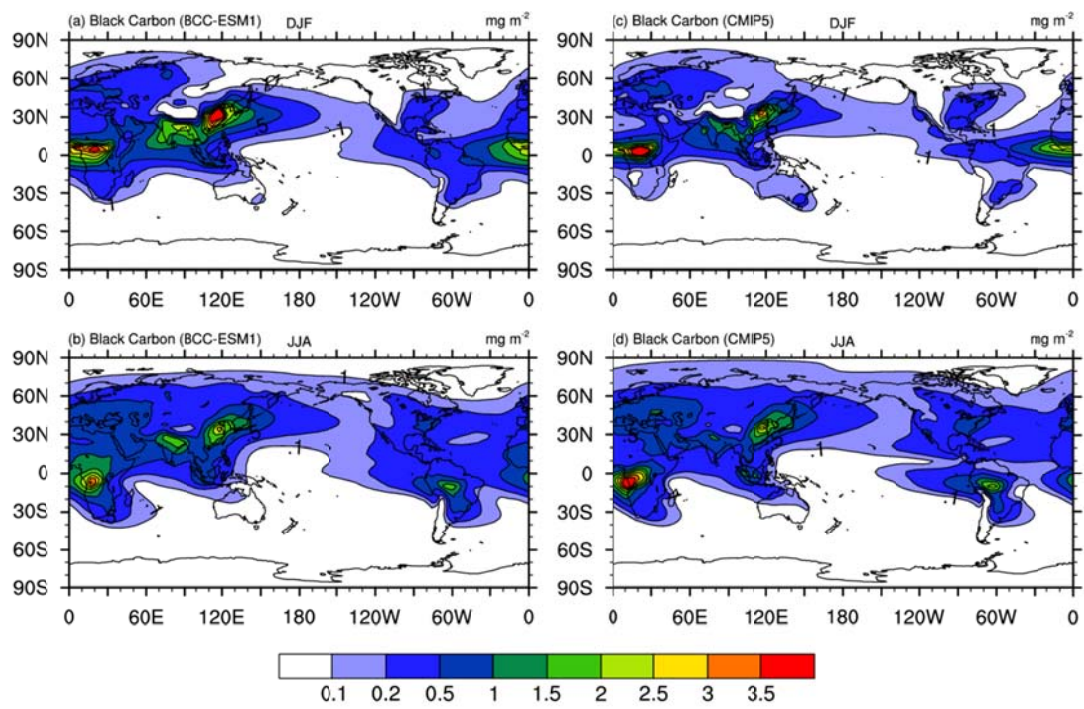 (a) Black Carbon (BCC-ESM1) DJF mg m-2
90N
60N
30N
0
30S
60S
90S
0 60E 120E 180 120W 60W 0
(c) Black Carbon (CMIP5) DJF mg m-2
90N
60N
30N
0
30S
60S
90S
0 60E 120E 180 120W 60W 0
(b) Black Carbon (BCC-ESM1) JJA mg m-2
90N
60N
30N
0
30S
60S
90S
0 60E 120E 180 120W 60W 0
(d) Black Carbon (CMIP5) JJA mg m-2
90N
60N
30N
0
30S
60S
90S
0 60E 120E 180 120W 60W 0
0.1 0.2 0.5 1 1.5 2 2.5 3 3.5